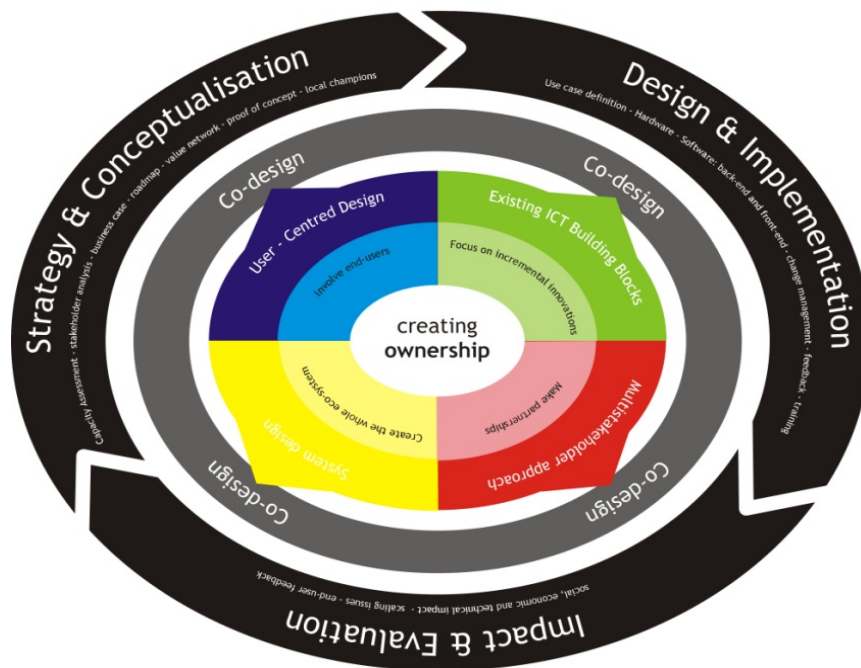 Strategy & Conceptualisation
Capacity Assessment - stakeholder analysis - business case - roadmap - value network - proof of concept - local champions
Design & Implementation
Use case definition - Hardware - Software: back-end and front-end - change management - feedback - training
Impact & Evaluation
social, economic and technical impact - scaling issues - end-user feedback
Co-design
Co-design
Co-design
Co-design
User - Centred Design
Involve end-users
Existing ICT Building Blocks
Focus on incremental innovations
Multistakeholder approach
Make partnerships
System design
Create the whole eco-system
creating
ownership